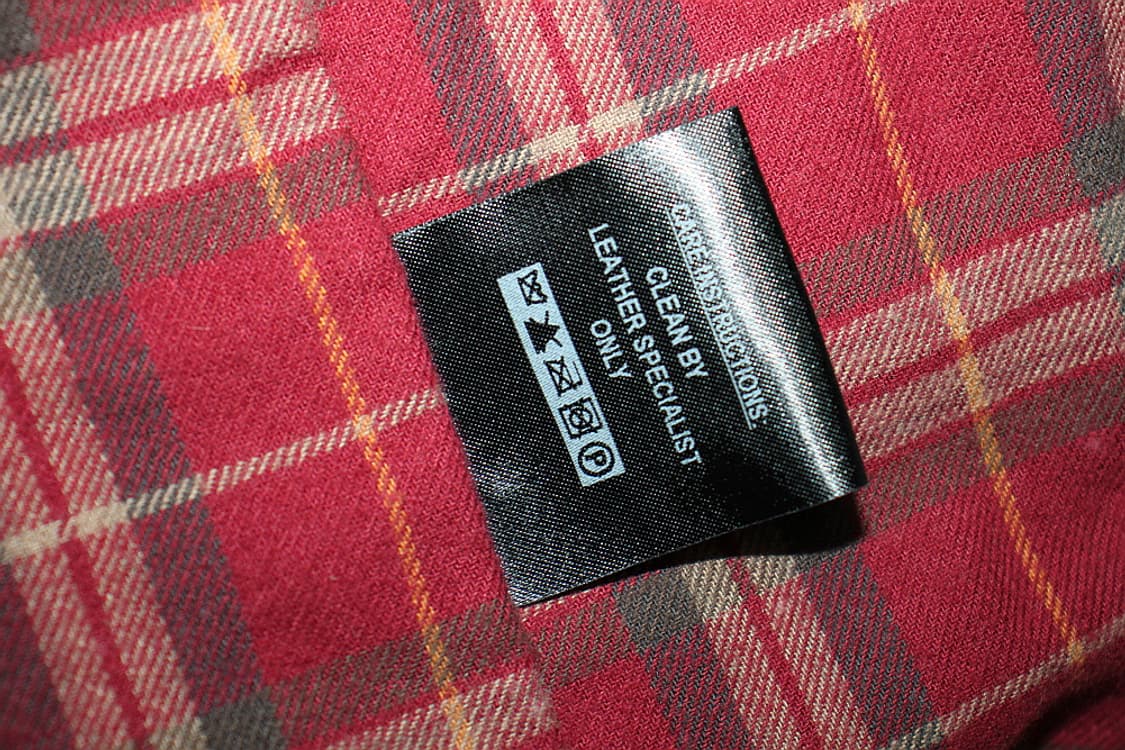 CARE INSTRUCTIONS:
CLEAN BY
LEATHER SPECIALIST
ONLY
P